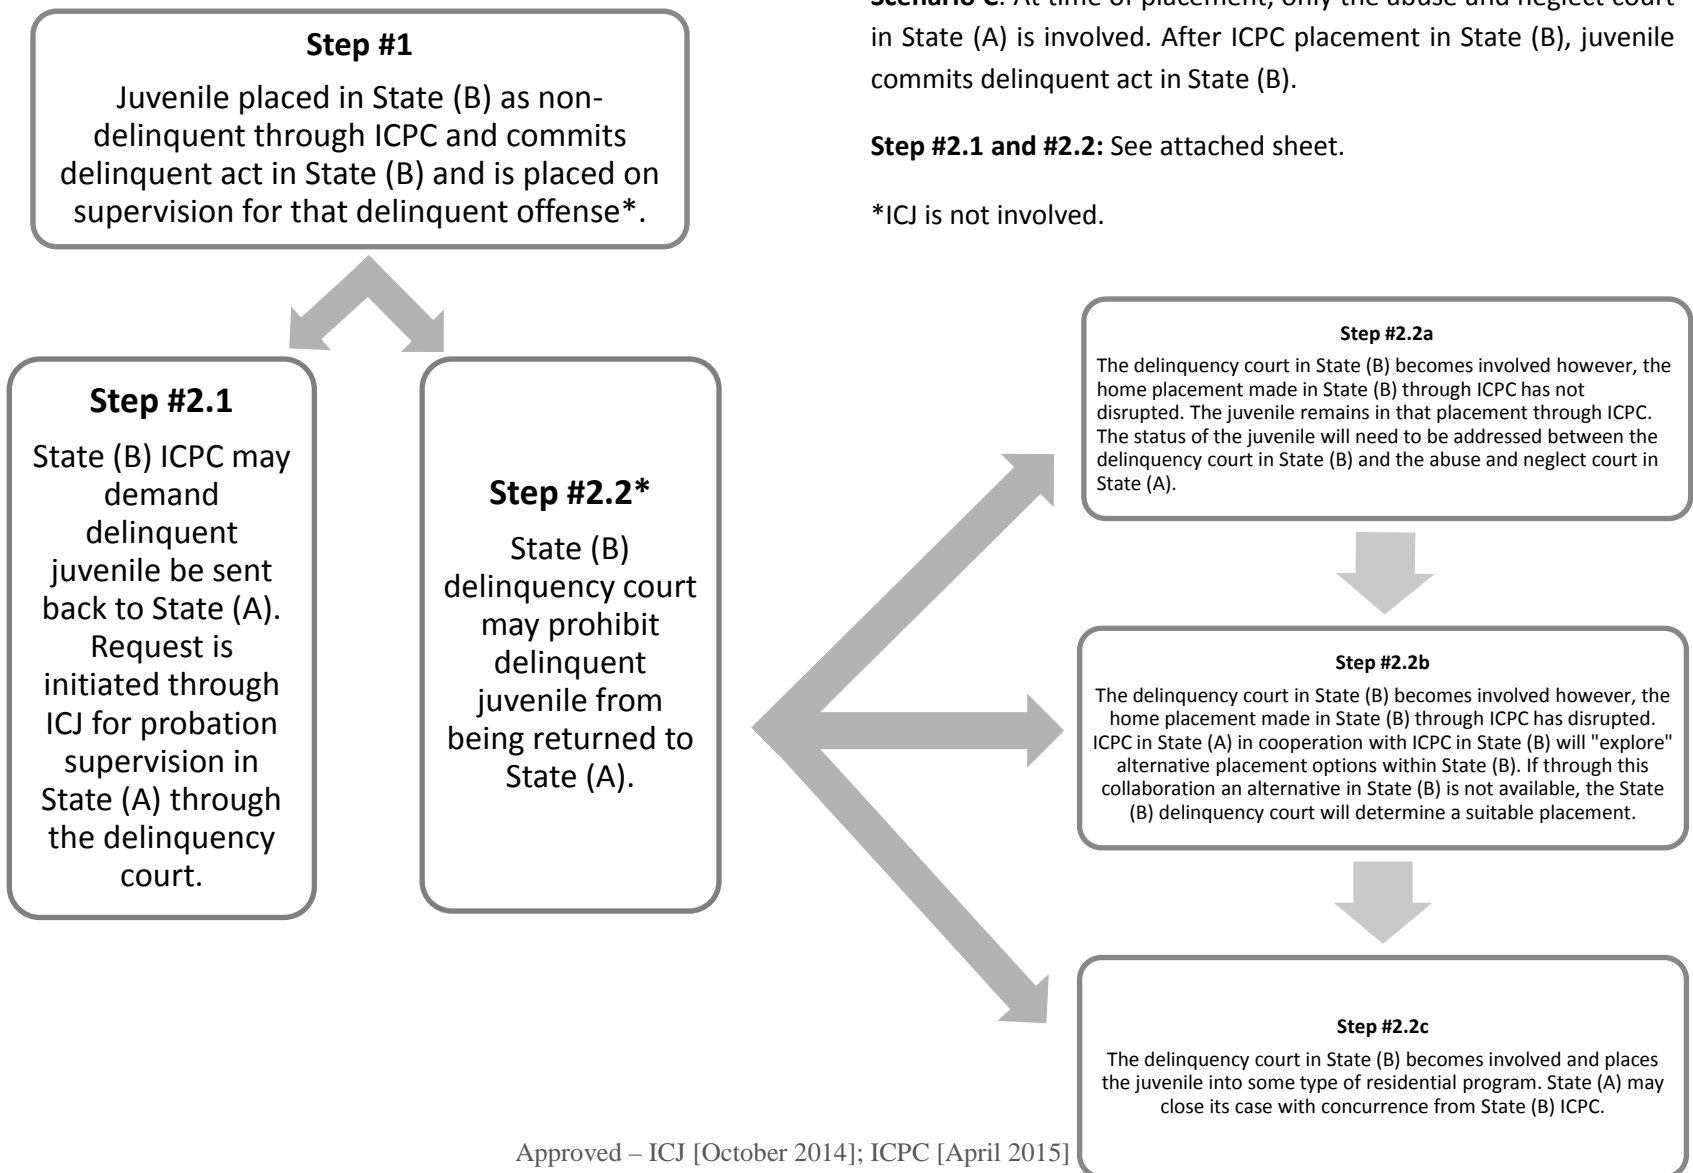 Scenario C: At time of placement, only the abuse and neglect court
in State (A) is involved. After ICPC placement in State (B), juvenile
commits delinquent act in State (B).
Step #2.1 and #2.2: See attached sheet.
*ICJ is not involved.
Step #1
Juvenile placed in State (B) as non-
delinquent through ICPC and commits
delinquent act in State (B) and is placed on
supervision for that delinquent offense*.
Step #2.1
State (B) ICPC may
demand
delinquent
juvenile be sent
back to State (A).
Request is
initiated through
ICJ for probation
supervision in
State (A) through
the delinquency
court.
Step #2.2*
State (B)
delinquency court
may prohibit
delinquent
juvenile from
being returned to
State (A).
Step #2.2a
The delinquency court in State (B) becomes involved however, the
home placement made in State (B) through ICPC has not
disrupted. The juvenile remains in that placement through ICPC.
The status of the juvenile will need to be addressed between the
delinquency court in State (B) and the abuse and neglect court in
State (A).
Step #2.2b
The delinquency court in State (B) becomes involved however, the
home placement made in State (B) through ICPC has disrupted.
ICPC in State (A) in cooperation with ICPC in State (B) will "explore"
alternative placement options within State (B). If through this
collaboration an alternative in State (B) is not available, the State
(B) delinquency court will determine a suitable placement.
Step #2.2c
The delinquency court in State (B) becomes involved and places
the juvenile into some type of residential program. State (A) may
close its case with concurrence from State (B) ICPC.
Approved – ICJ [October 2014]; ICPC [April 2015]